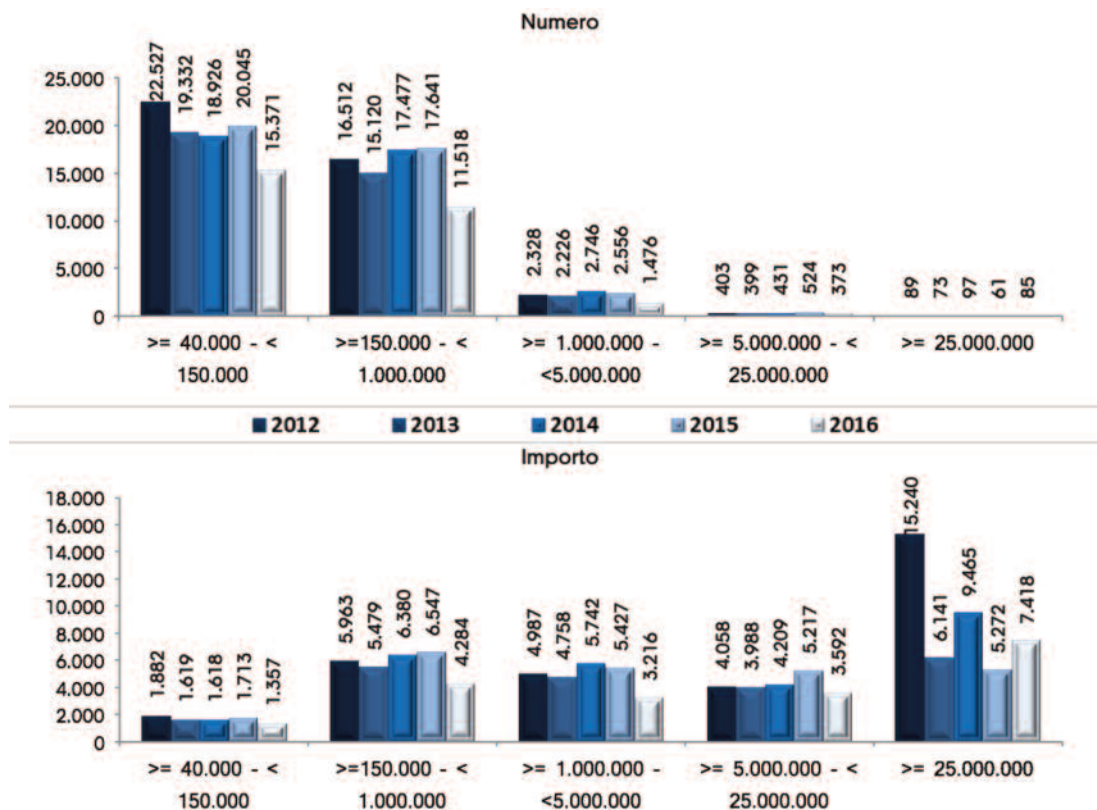 Numero
25.000
20.000
15.000
10.000
5.000
0
22.527 19.332 18.926 20.045 15.371
16.512 15.120 17.477 17.641 11.518
2.328 2.226 2.746 2.556 1.476
403 399 431 524 373
89 73 97 61 85
>= 40.000 - < 150.000
>=150.000 - < 1.000.000
>= 1.000.000 - <5.000.000
>= 5.000.000 - < 25.000.000
>= 25.000.000
2012 2013 2014 2015 2016
Importo
18.000
16.000
14.000
12.000
10.000
8.000
6.000
4.000
2.000
0
1.882 1.619 1.618 1.713 1.357
5.963 5.479 6.380 6.547 4.284
4.987 4.758 5.742 5.427 3.216
4.058 3.988 4.209 5.217 3.592
15.240 6.141 9.465 5.272 7.418
>= 40.000 - < 150.000
>=150.000 - < 1.000.000
>= 1.000.000 - <5.000.000
>= 5.000.000 - < 25.000.000
>= 25.000.000